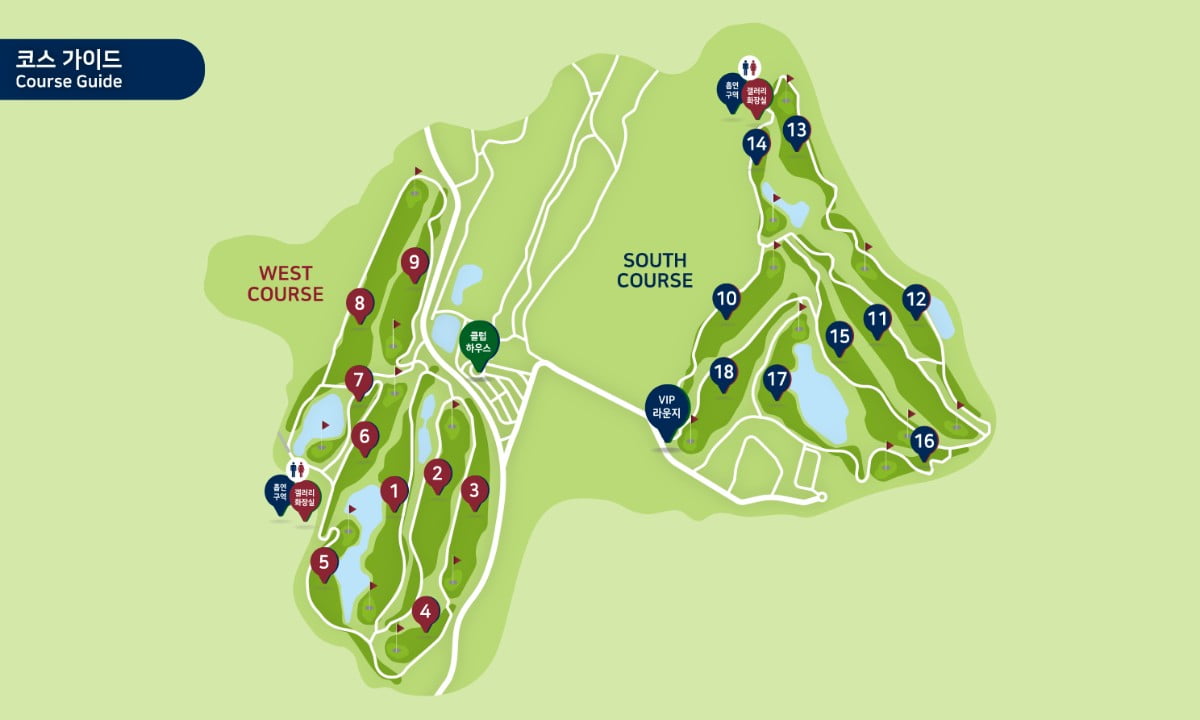 코스 가이드
Course Guide
흡연
구역
갤러리
화장실
14
13
WEST
COURSE
9
8
SOUTH
COURSE
10
11
12
클럽
하우스
15
7
18
17
VIP
라운지
6
16
2
1
3
흡연
구역
갤러리
화장실
5
4